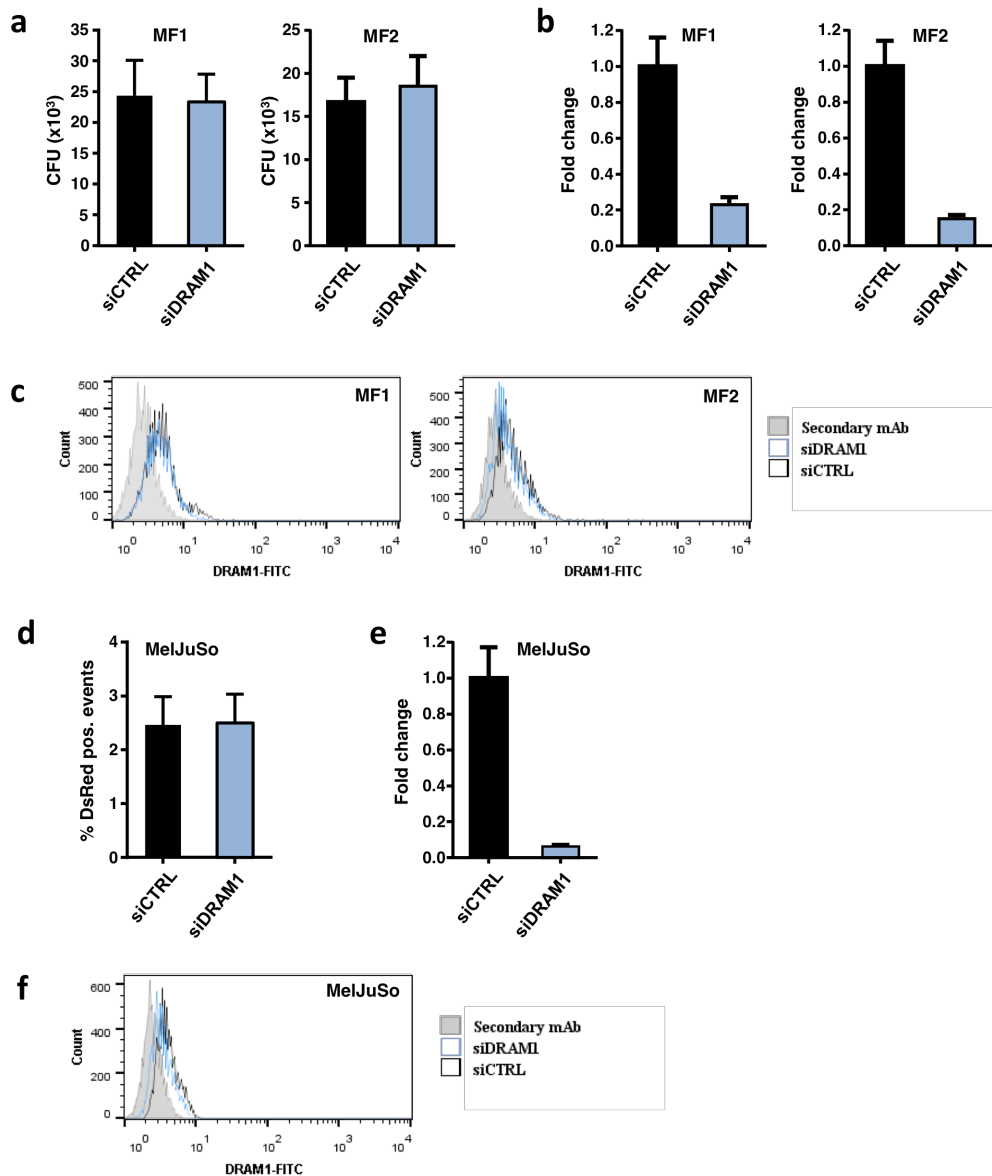 a
MF1
CFU (x10³)
35
30
25
20
15
10
5
0
siCTRL
siDRAM1
MF2
CFU (x10³)
25
20
15
10
5
0
siCTRL
siDRAM1
b
MF1
Fold change
1.2
1.0
0.8
0.6
0.4
0.2
0.0
siCTRL
siDRAM1
MF2
Fold change
1.2
1.0
0.8
0.6
0.4
0.2
0.0
siCTRL
siDRAM1
c
MF1
Count
500
400
300
200
100
0
10⁰ 10¹ 10² 10³ 10⁴
DRAM1-FITC
MF2
Count
500
400
300
200
100
0
10⁰ 10¹ 10² 10³ 10⁴
DRAM1-FITC
Secondary mAb
siDRAM1
siCTRL
d
MelJuSo
% DsRed pos. events
4
3
2
1
0
siCTRL
siDRAM1
e
MelJuSo
Fold change
1.2
1.0
0.8
0.6
0.4
0.2
0.0
siCTRL
siDRAM1
f
MelJuSo
Count
600
400
200
0
10⁰ 10¹ 10² 10³ 10⁴
DRAM1-FITC
Secondary mAb
siDRAM1
siCTRL